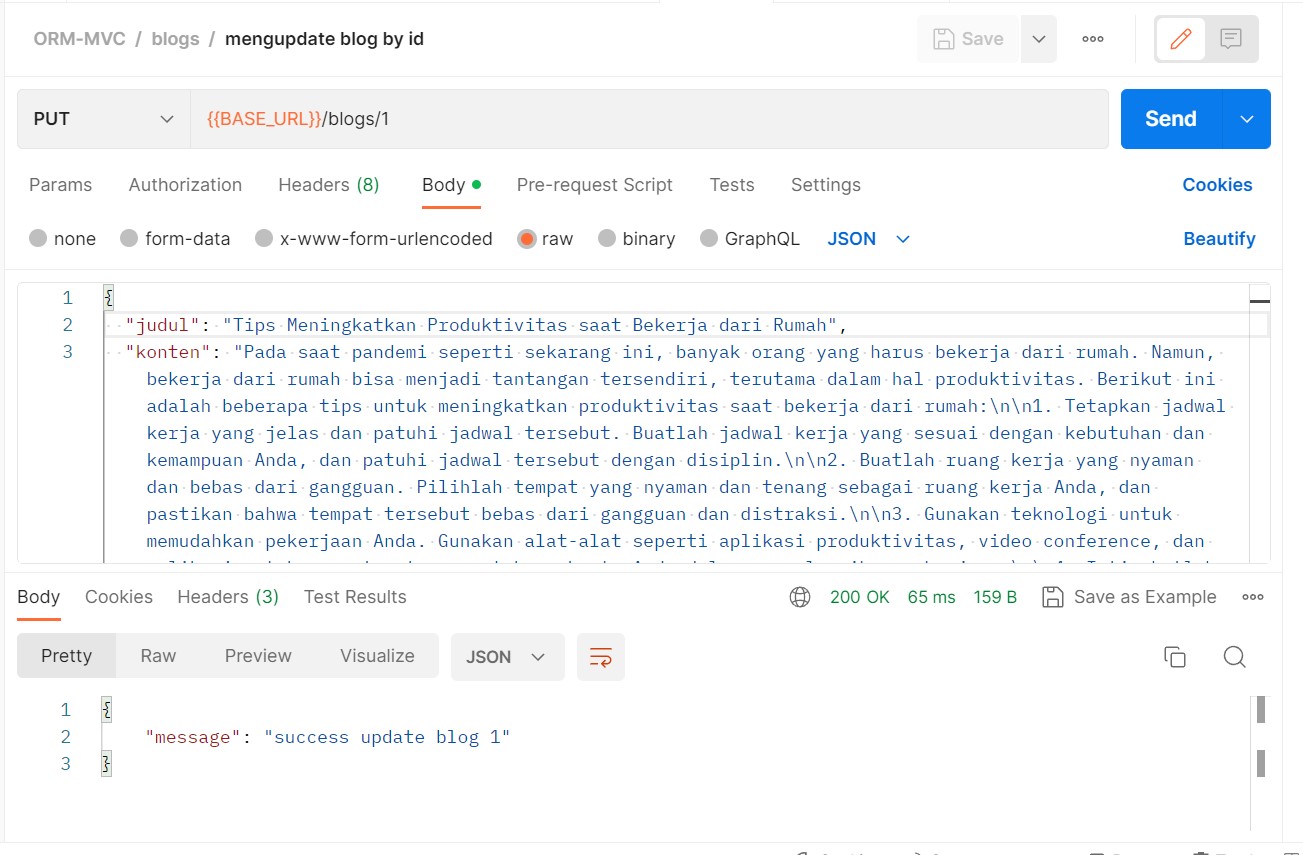 ORM-MVC / blogs / mengupdate blog by id
Save
PUT
{{BASE_URL}}/blogs/1
Send
Params Authorization Headers (8) Body Pre-request Script Tests Settings Cookies
none form-data x-www-form-urlencoded raw binary GraphQL JSON Beautify
1 {
2 "judul": "Tips Meningkatkan Produktivitas saat Bekerja dari Rumah",
3 "konten": "Pada saat pandemi seperti sekarang ini, banyak orang yang harus bekerja dari rumah. Namun,
bekerja dari rumah bisa menjadi tantangan tersendiri, terutama dalam hal produktivitas. Berikut ini
adalah beberapa tips untuk meningkatkan produktivitas saat bekerja dari rumah:\n\n1. Tetapkan jadwal
kerja yang jelas dan patuhi jadwal tersebut. Buatlah jadwal kerja yang sesuai dengan kebutuhan dan
kemampuan Anda, dan patuhi jadwal tersebut dengan disiplin.\n\n2. Buatlah ruang kerja yang nyaman
dan bebas dari gangguan. Pilihlah tempat yang nyaman dan tenang sebagai ruang kerja Anda, dan
pastikan bahwa tempat tersebut bebas dari gangguan dan distraksi.\n\n3. Gunakan teknologi untuk
memudahkan pekerjaan Anda. Gunakan alat-alat seperti aplikasi produktivitas, video conference, dan
Body Cookies Headers (3) Test Results 200 OK 65 ms 159 B Save as Example
Pretty Raw Preview Visualize JSON
1 {
2 "message": "success update blog 1"
3 }